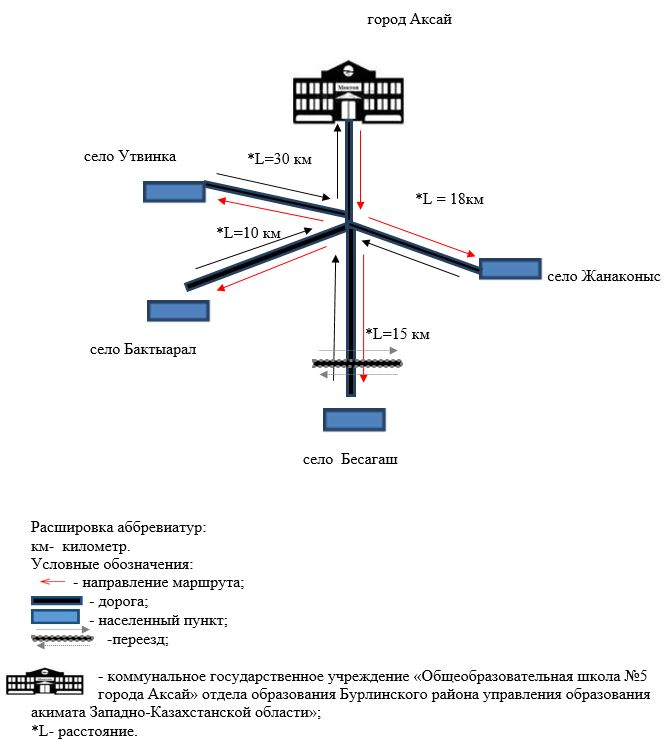 город Аксай
Мектеп
село Утвинка
*L=30 км
*L = 18км
*L=10 км
село Жанаконыс
*L=15 км
село Бактыарал
село Бесагаш
Расшировка аббревиатур:
км- километр.
Условные обозначения:
- направление маршрута;
- дорога;
- населенный пункт;
-переезд;
- коммунальное государственное учреждение «Общеобразовательная школа №5
города Аксай» отдела образования Бурлинского района управления образования
акимата Западно-Казахстанской области»;
*L- расстояние.